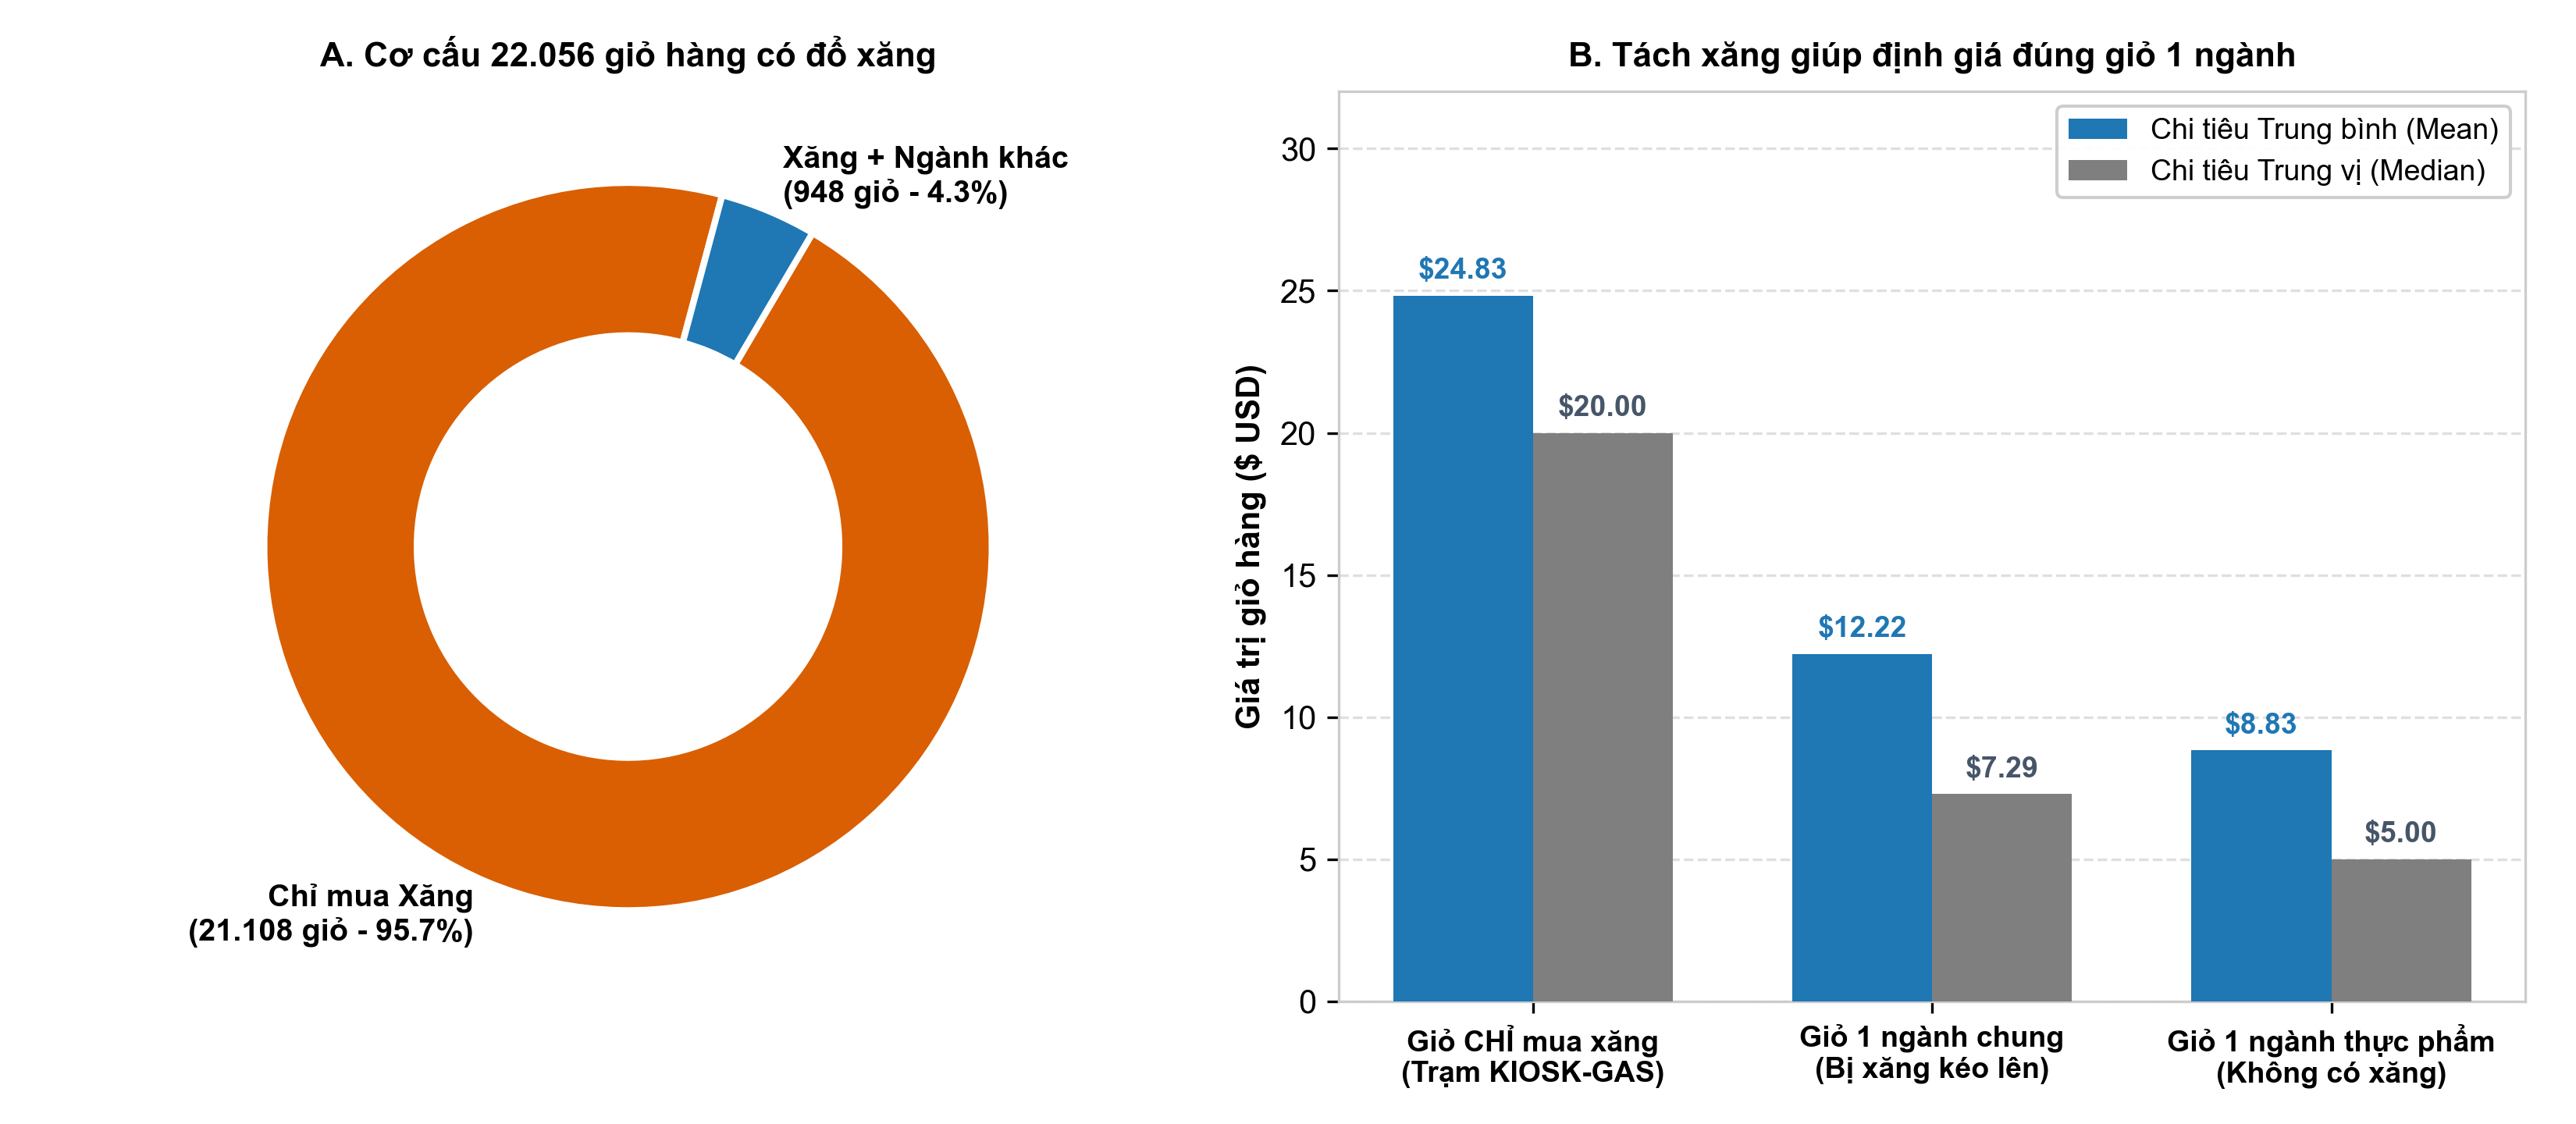 A. Cơ cấu 22.056 giỏ hàng có đổ xăng
Xăng + Ngành khác
(948 giỏ - 4.3%)
Chỉ mua Xăng
(21.108 giỏ - 95.7%)
B. Tách xăng giúp định giá đúng giỏ 1 ngành
Chi tiêu Trung bình (Mean)
Chi tiêu Trung vị (Median)
Giá trị giỏ hàng ($ USD)
30
25
20
15
10
5
0
$24.83
$20.00
$12.22
$7.29
$8.83
$5.00
Giỏ CHỈ mua xăng
(Trạm KIOSK-GAS)
Giỏ 1 ngành chung
(Bị xăng kéo lên)
Giỏ 1 ngành thực phẩm
(Không có xăng)